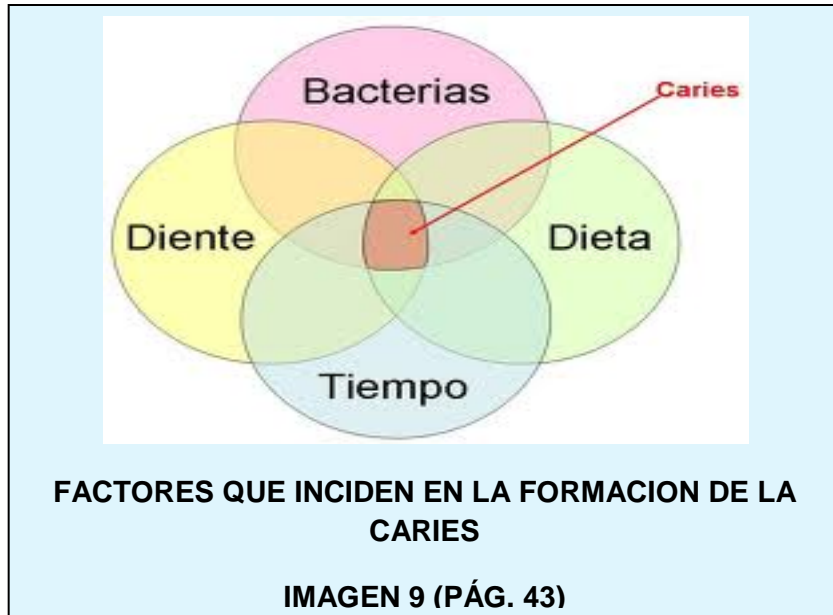 Bacterias
Caries
Diente
Dieta
Tiempo
FACTORES QUE INCIDEN EN LA FORMACION DE LA
CARIES
IMAGEN 9 (PÁG. 43)